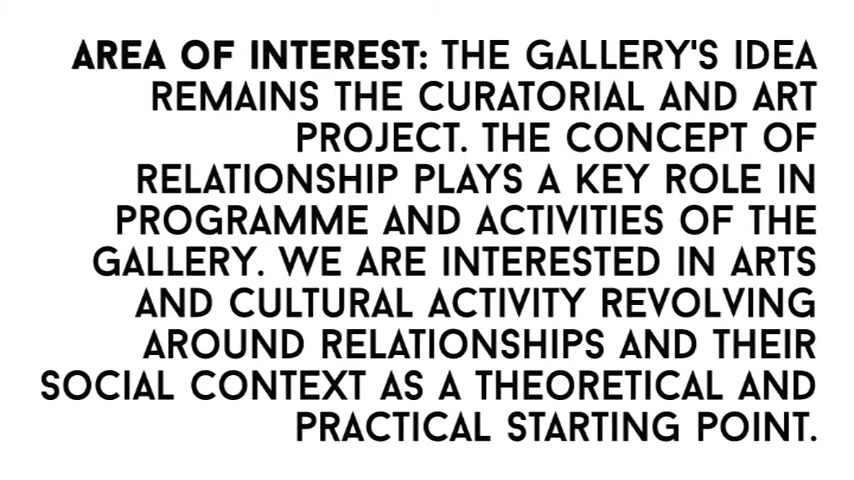 AREA OF INTEREST: THE GALLERY'S IDEA
REMAINS THE CURATORIAL AND ART
PROJECT. THE CONCEPT OF
RELATIONSHIP PLAYS A KEY ROLE IN
PROGRAMME AND ACTIVITIES OF THE
GALLERY. WE ARE INTERESTED IN ARTS
AND CULTURAL ACTIVITY REVOLVING
AROUND RELATIONSHIPS AND THEIR
SOCIAL CONTEXT AS A THEORETICAL AND
PRACTICAL STARTING POINT.